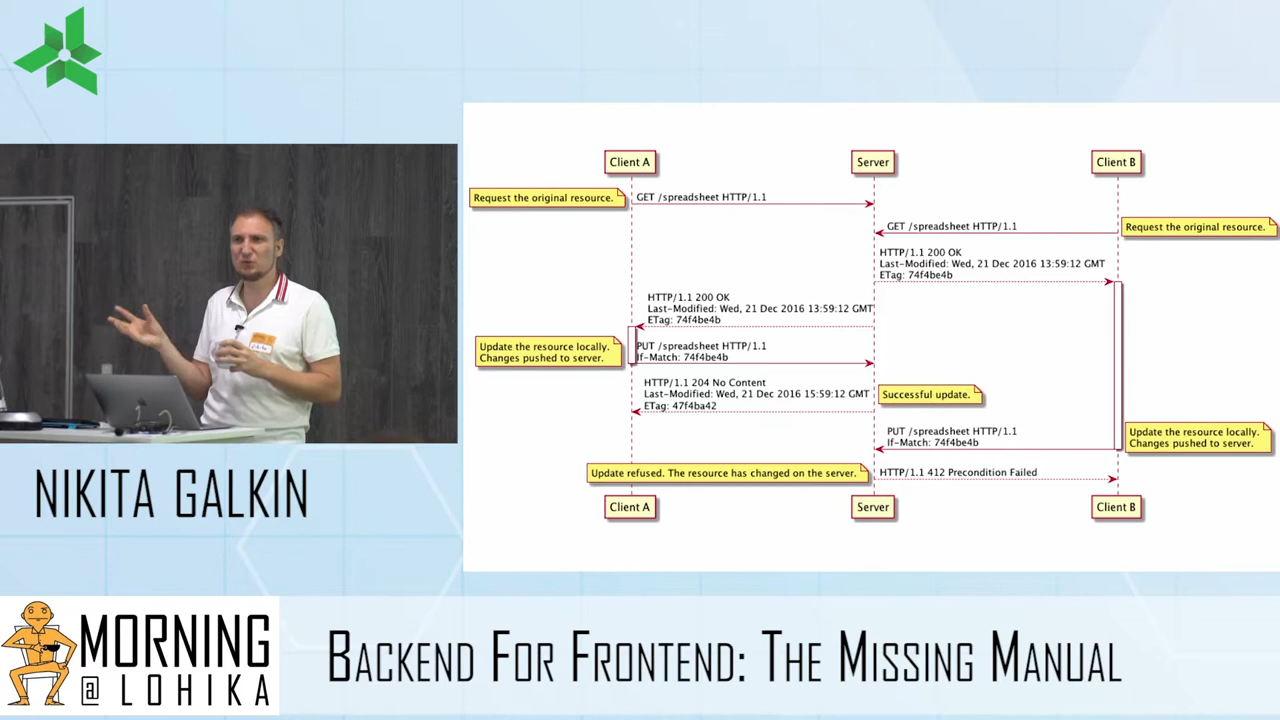 Client A
Server
Client B
Request the original resource.
GET /spreadsheet HTTP/1.1
GET /spreadsheet HTTP/1.1
Request the original resource.
HTTP/1.1 200 OK
Last-Modified: Wed, 21 Dec 2016 13:59:12 GMT
ETag: 74f4be4b
HTTP/1.1 200 OK
Last-Modified: Wed, 21 Dec 2016 13:59:12 GMT
ETag: 74f4be4b
Update the resource locally.
Changes pushed to server.
PUT /spreadsheet HTTP/1.1
If-Match: 74f4be4b
HTTP/1.1 204 No Content
Last-Modified: Wed, 21 Dec 2016 15:59:12 GMT
ETag: 47f4ba42
Successful update.
PUT /spreadsheet HTTP/1.1
If-Match: 74f4be4b
Update the resource locally.
Changes pushed to server.
Update refused. The resource has changed on the server.
HTTP/1.1 412 Precondition Failed
Client A
Server
Client B
NIKITA GALKIN
MORNING
@ LOHIKA
BACKEND FOR FRONTEND: THE MISSING MANUAL